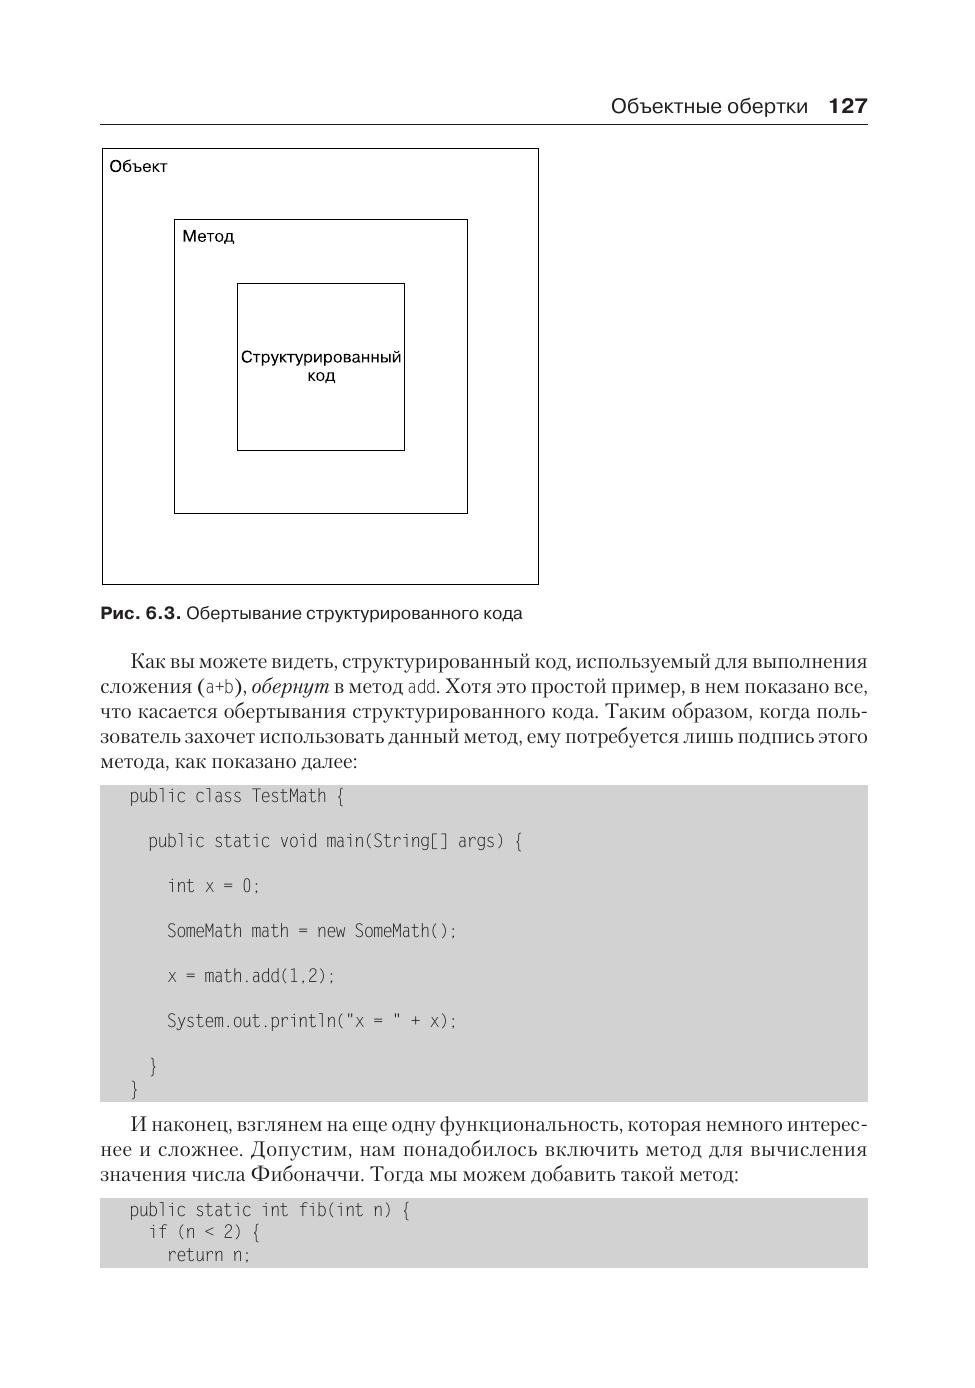 Объектные обертки 127
Объект
Метод
Структурированный
код
Рис. 6.3. Обертывание структурированного кода
Как вы можете видеть, структурированный код, используемый для выполнения
сложения (a+b), обернут в метод add. Хотя это простой пример, в нем показано все,
что касается обертывания структурированного кода. Таким образом, когда поль-
зователь захочет использовать данный метод, ему потребуется лишь подпись этого
метода, как показано далее:
public class TestMath {
public static void main(String[] args) {
int x = 0;
SomeMath math = new SomeMath();
x = math.add(1,2);
System.out.println("x = " + x);
}
}
И наконец, взглянем на еще одну функциональность, которая немного интерес-
нее и сложнее. Допустим, нам понадобилось включить метод для вычисления
значения числа Фибоначчи. Тогда мы можем добавить такой метод:
public static int fib(int n) {
if (n < 2) {
return n;